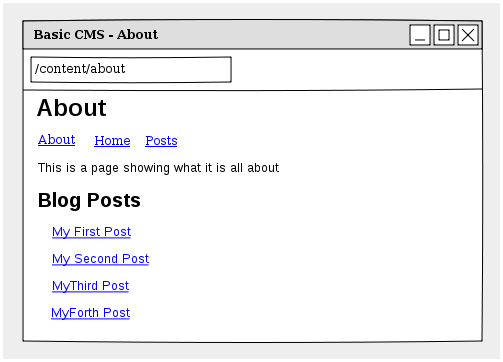 Basic CMS - About
/content/about
About
About Home Posts
This is a page showing what it is all about
Blog Posts
My First Post
My Second Post
MyThird Post
MyForth Post